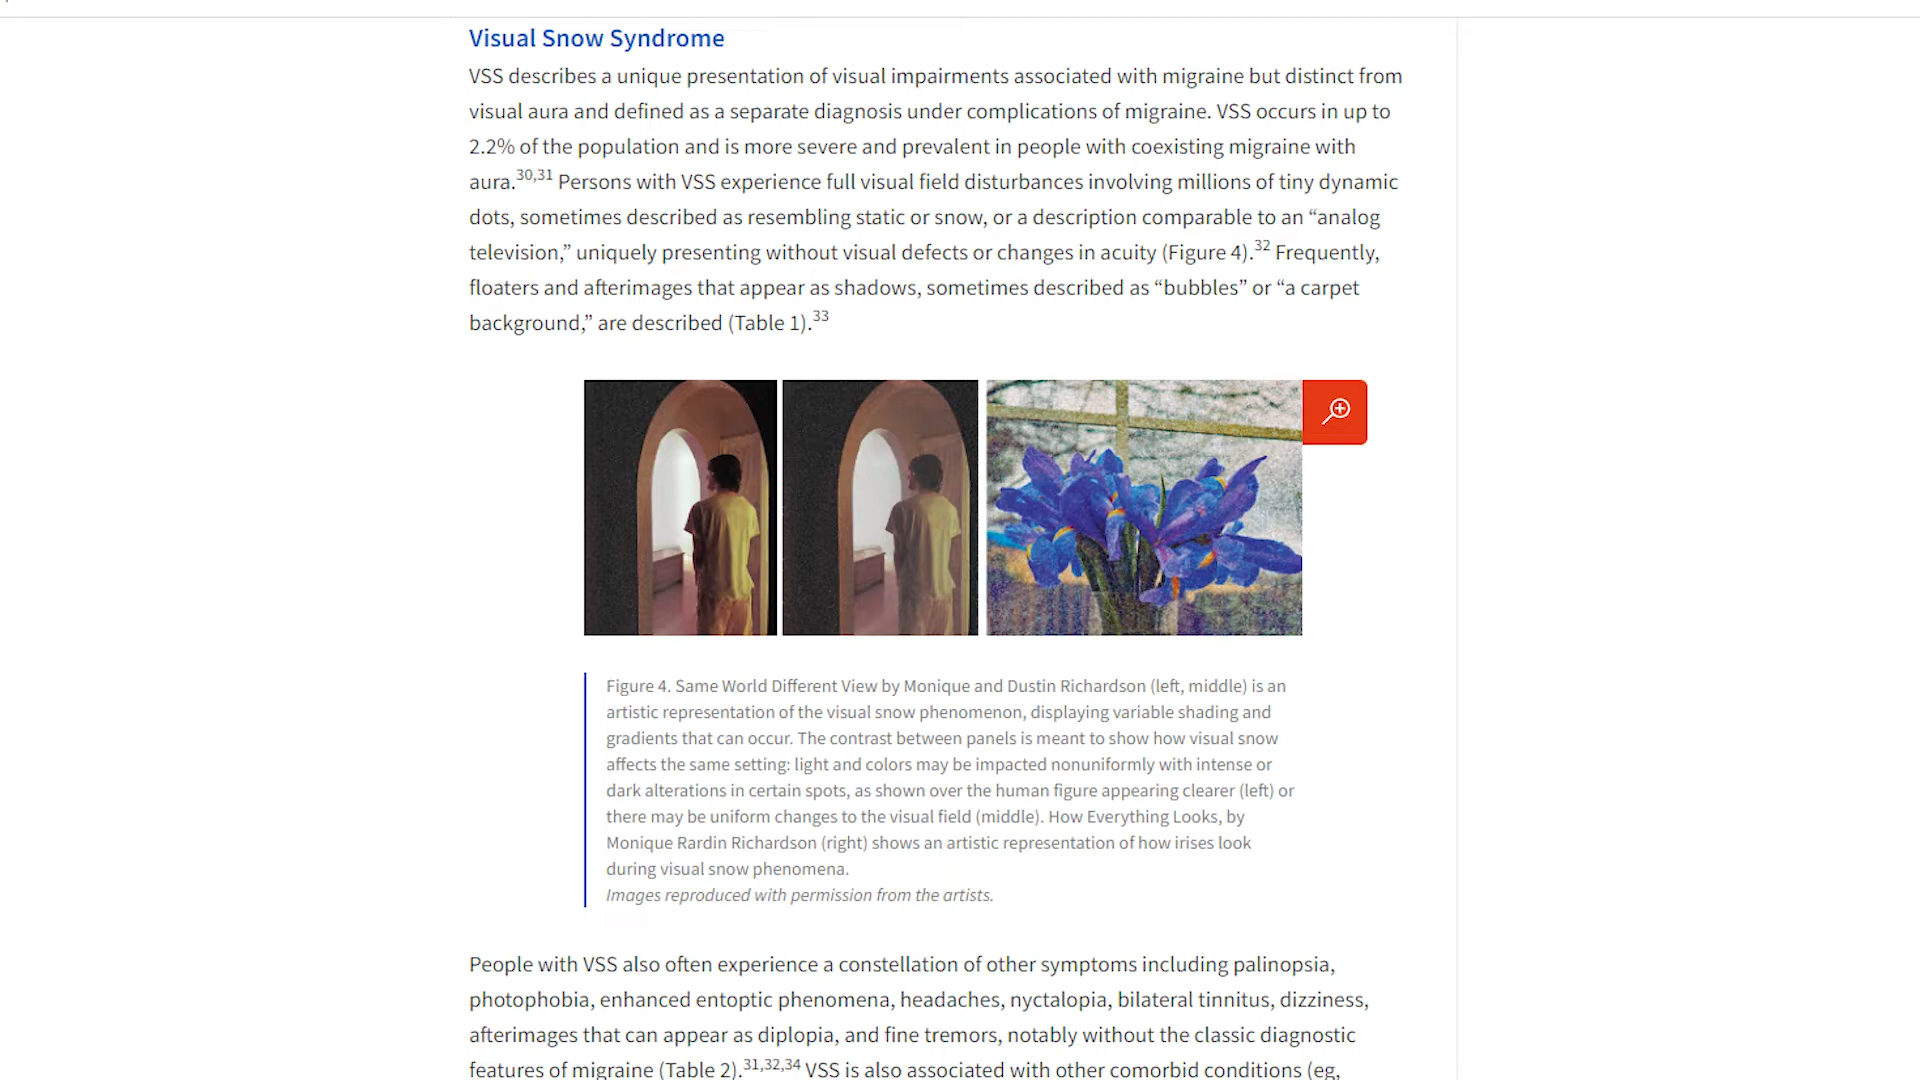 Visual Snow Syndrome
VSS describes a unique presentation of visual impairments associated with migraine but distinct from
visual aura and defined as a separate diagnosis under complications of migraine. VSS occurs in up to
2.2% of the population and is more severe and prevalent in people with coexisting migraine with
aura.30,31 Persons with VSS experience full visual field disturbances involving millions of tiny dynamic
dots, sometimes described as resembling static or snow, or a description comparable to an “analog
television,” uniquely presenting without visual defects or changes in acuity (Figure 4).32 Frequently,
floaters and afterimages that appear as shadows, sometimes described as “bubbles” or “a carpet
background,” are described (Table 1).33
Figure 4. Same World Different View by Monique and Dustin Richardson (left, middle) is an
artistic representation of the visual snow phenomenon, displaying variable shading and
gradients that can occur. The contrast between panels is meant to show how visual snow
affects the same setting: light and colors may be impacted nonuniformly with intense or
dark alterations in certain spots, as shown over the human figure appearing clearer (left) or
there may be uniform changes to the visual field (middle). How Everything Looks, by
Monique Rardin Richardson (right) shows an artistic representation of how irises look
during visual snow phenomena.
Images reproduced with permission from the artists.
People with VSS also often experience a constellation of other symptoms including palinopsia,
photophobia, enhanced entoptic phenomena, headaches, nyctalopia, bilateral tinnitus, dizziness,
afterimages that can appear as diplopia, and fine tremors, notably without the classic diagnostic
features of migraine (Table 2).31,32,34 VSS is also associated with other comorbid conditions (eg,